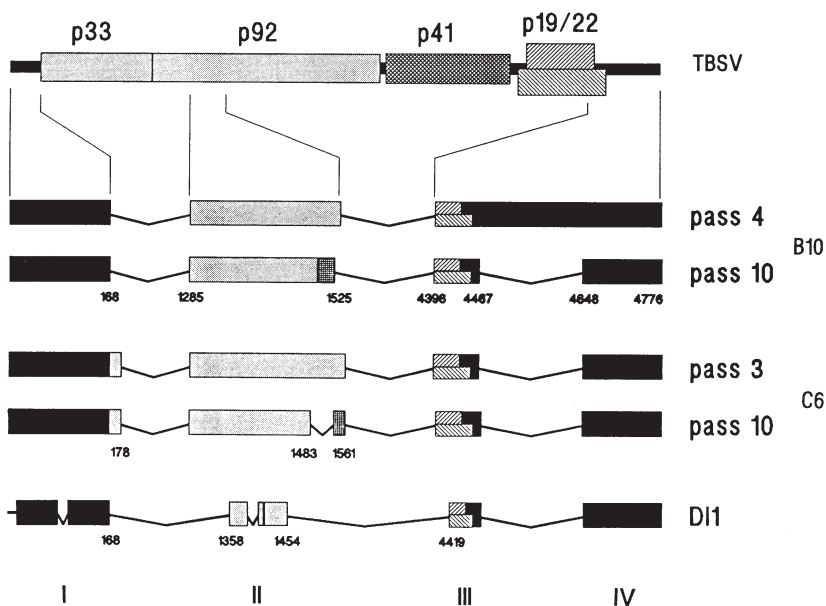 p33 p92 p41 p19/22
TBSV
pass 4
B10
pass 10
168 1285 1525 4396 4467 4648 4776
pass 3
C6
pass 10
178 1483 1561
DI1
168 1358 1454 4419
I II III IV